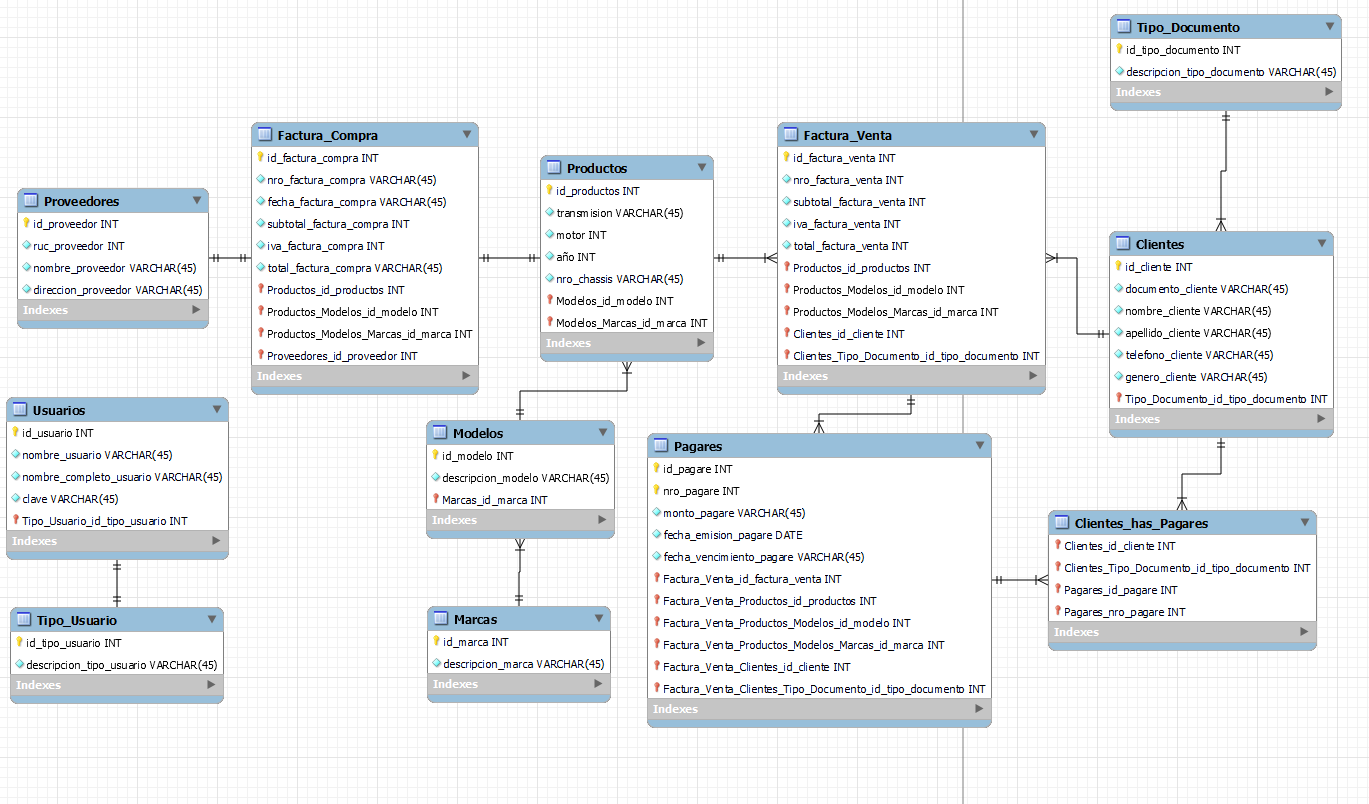 Tipo_Documento
id_tipo_documento INT
descripcion_tipo_documento VARCHAR(45)
Indexes
Factura_Compra
id_factura_compra INT
nro_factura_compra VARCHAR(45)
fecha_factura_compra VARCHAR(45)
subtotal_factura_compra INT
iva_factura_compra INT
total_factura_compra VARCHAR(45)
Productos_id_productos INT
Productos_Modelos_id_modelo INT
Productos_Modelos_Marcas_id_marca INT
Proveedores_id_proveedor INT
Indexes
Factura_Venta
id_factura_venta INT
nro_factura_venta INT
subtotal_factura_venta INT
iva_factura_venta INT
total_factura_venta INT
Productos_id_productos INT
Productos_Modelos_id_modelo INT
Productos_Modelos_Marcas_id_marca INT
Clientes_id_cliente INT
Clientes_Tipo_Documento_id_tipo_documento INT
Indexes
Productos
id_productos INT
transmision VARCHAR(45)
motor INT
año INT
nro_chassis VARCHAR(45)
Modelos_id_modelo INT
Modelos_Marcas_id_marca INT
Indexes
Proveedores
id_proveedor INT
ruc_proveedor INT
nombre_proveedor VARCHAR(45)
direccion_proveedor VARCHAR(45)
Indexes
Clientes
id_cliente INT
documento_cliente VARCHAR(45)
nombre_cliente VARCHAR(45)
apellido_cliente VARCHAR(45)
telefono_cliente VARCHAR(45)
genero_cliente VARCHAR(45)
Tipo_Documento_id_tipo_documento INT
Indexes
Usuarios
id_usuario INT
nombre_usuario VARCHAR(45)
nombre_completo_usuario VARCHAR(45)
clave VARCHAR(45)
Tipo_Usuario_id_tipo_usuario INT
Indexes
Modelos
id_modelo INT
descripcion_modelo VARCHAR(45)
Marcas_id_marca INT
Indexes
Pagares
id_pagare INT
nro_pagare INT
monto_pagare VARCHAR(45)
fecha_emision_pagare DATE
fecha_vencimiento_pagare VARCHAR(45)
Factura_Venta_id_factura_venta INT
Factura_Venta_Productos_id_productos INT
Factura_Venta_Productos_Modelos_id_modelo INT
Factura_Venta_Productos_Modelos_Marcas_id_marca INT
Factura_Venta_Clientes_id_cliente INT
Factura_Venta_Clientes_Tipo_Documento_id_tipo_documento INT
Indexes
Clientes_has_Pagares
Clientes_id_cliente INT
Clientes_Tipo_Documento_id_tipo_documento INT
Pagares_id_pagare INT
Pagares_nro_pagare INT
Indexes
Tipo_Usuario
id_tipo_usuario INT
descripcion_tipo_usuario VARCHAR(45)
Indexes
Marcas
id_marca INT
descripcion_marca VARCHAR(45)
Indexes